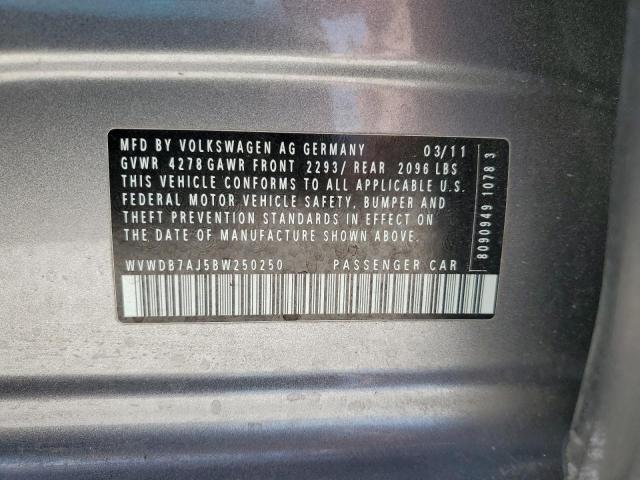 MFD BY VOLKSWAGEN AG GERMANY 03/11
GVWR 4278 GAWR FRONT 2293/ REAR 2096 LBS
THIS VEHICLE CONFORMS TO ALL APPLICABLE U.S.
FEDERAL MOTOR VEHICLE SAFETY, BUMPER AND
THEFT PREVENTION STANDARDS IN EFFECT ON
THE DATE OF MANUFACTURE SHOWN ABOVE.
WVWDB7AJ5BW250250 PASSENGER CAR
8090949 1078 3